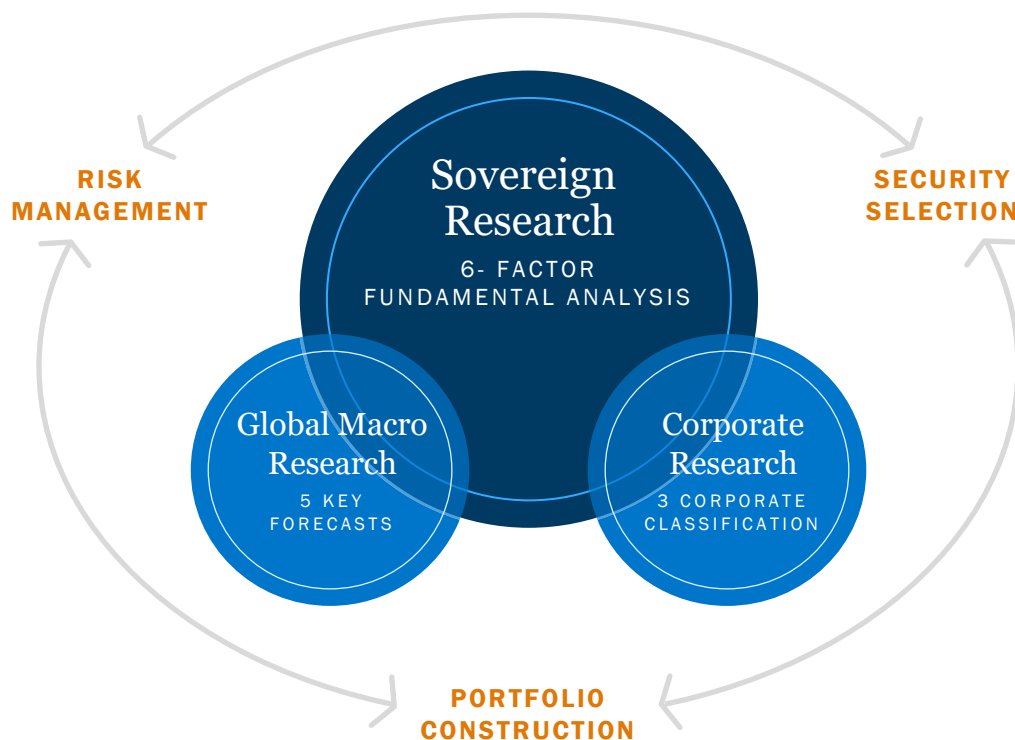 RISK
MANAGEMENT
SECURITY
SELECTION
Sovereign
Research
6- FACTOR
FUNDAMENTAL ANALYSIS
Global Macro
Research
5 KEY
FORECASTS
Corporate
Research
3 CORPORATE
CLASSIFICATION
PORTFOLIO
CONSTRUCTION